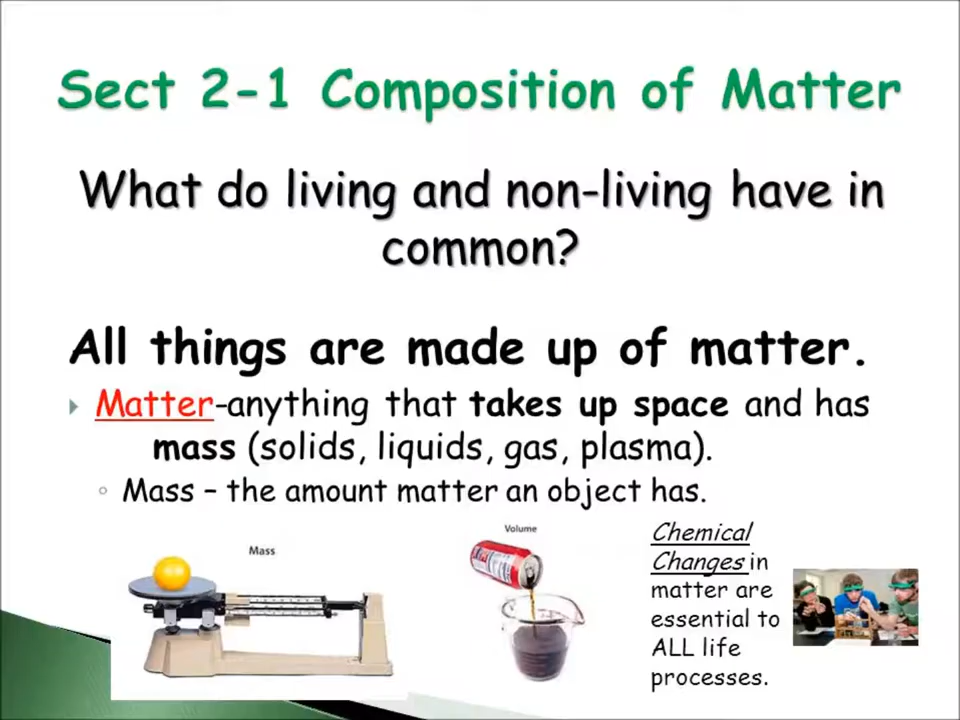 Sect 2-1 Composition of Matter
What do living and non-living have in
common?
All things are made up of matter.
Matter-anything that takes up space and has
mass (solids, liquids, gas, plasma).
Mass – the amount matter an object has.
Mass
Volume
Chemical
Changes in
matter are
essential to
ALL life
processes.